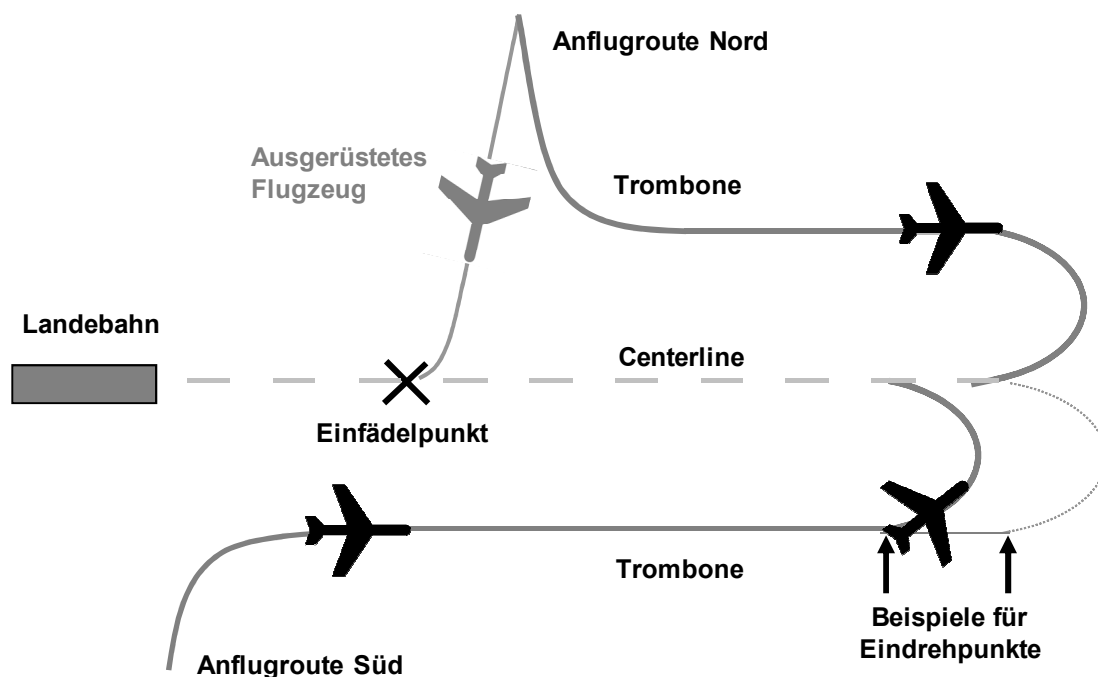 Anflugroute Nord
Ausgerüstetes
Flugzeug
Trombone
Landebahn
Centerline
Einfädelpunkt
Trombone
Beispiele für
Eindrehpunkte
Anflugroute Süd